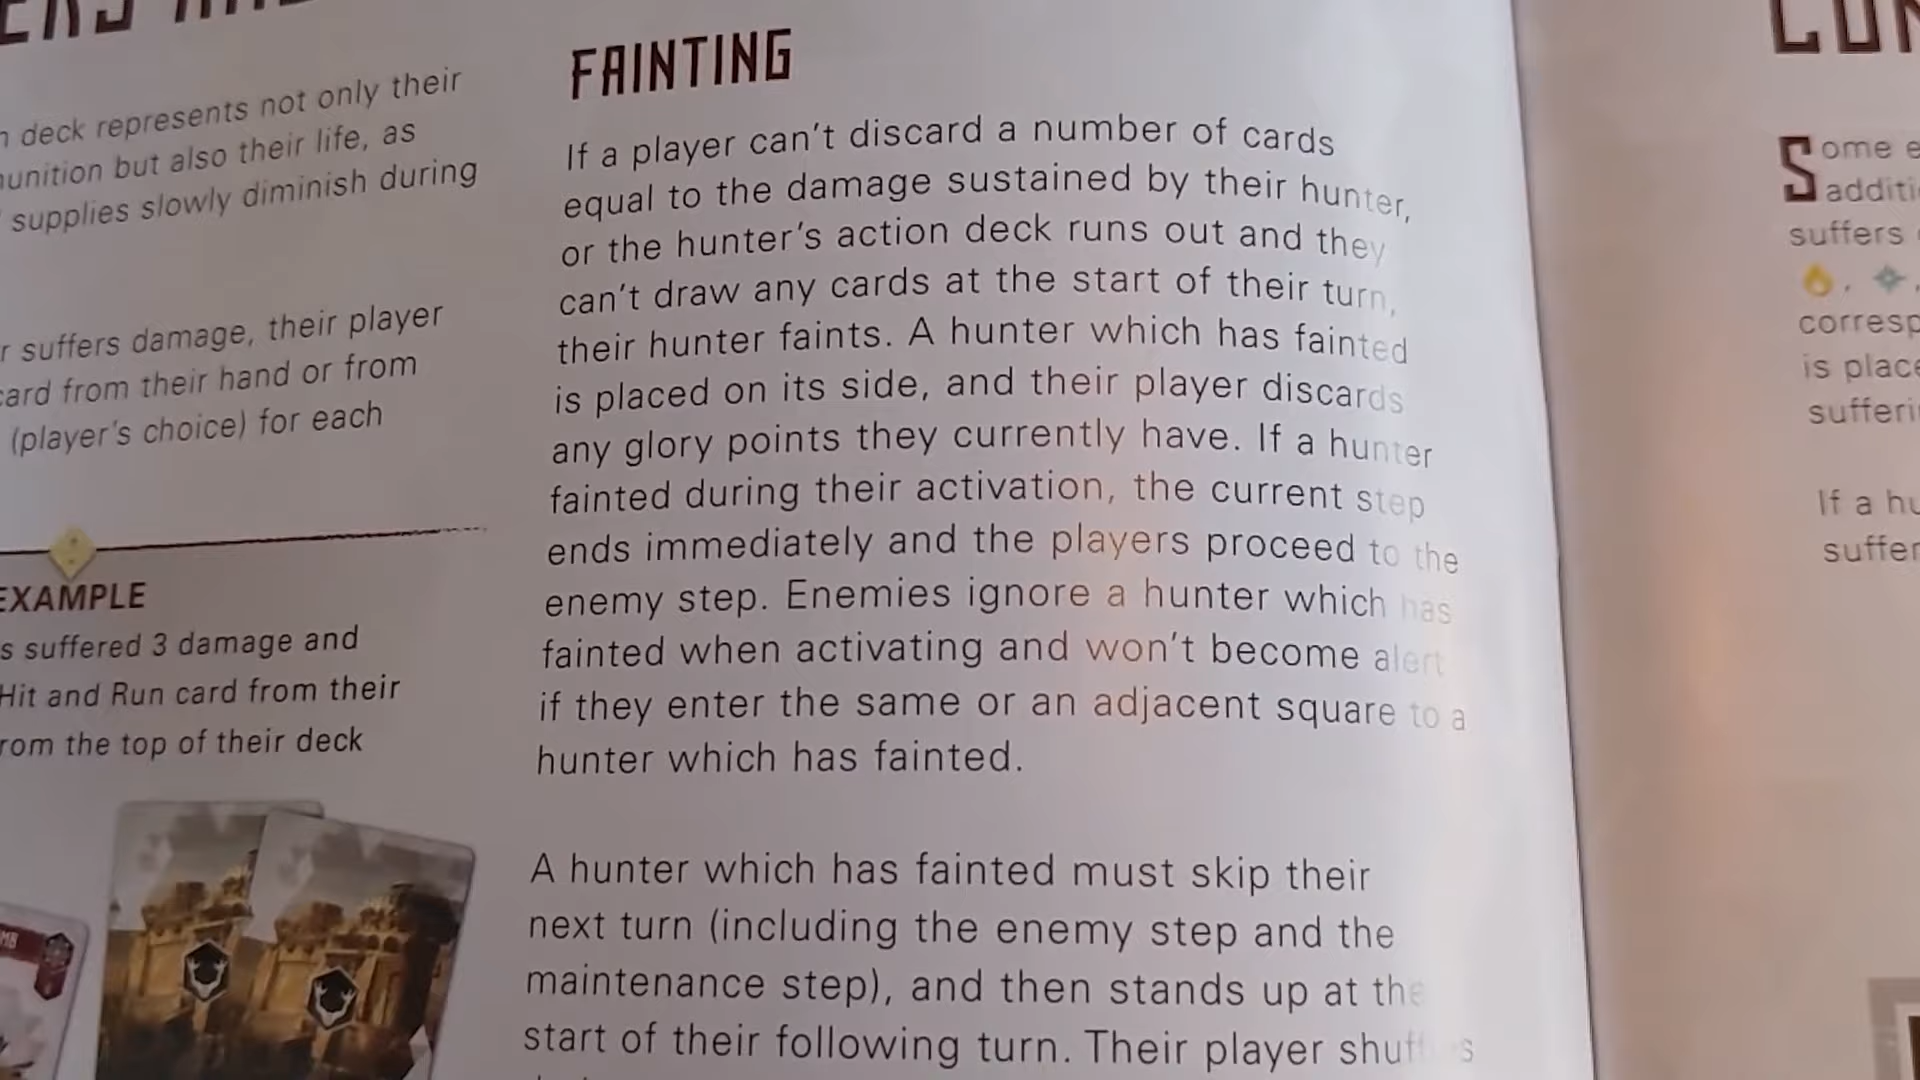 deck represents not only their
but also their life, as
supplies slowly diminish during
suffers damage, their player
card from their hand or from
(player's choice) for each
EXAMPLE
suffered 3 damage and
Hit and Run card from their
from the top of their deck
FAINTING
If a player can't discard a number of cards
equal to the damage sustained by their hunter,
or the hunter's action deck runs out and they
can't draw any cards at the start of their turn,
their hunter faints. A hunter which has fainted
is placed on its side, and their player discards
any glory points they currently have. If a hunter
fainted during their activation, the current step
ends immediately and the players proceed to the
enemy step. Enemies ignore a hunter which has
fainted when activating and won't become alert
if they enter the same or an adjacent square to a
hunter which has fainted.
A hunter which has fainted must skip their
next turn (including the enemy step and the
maintenance step), and then stands up at the
start of their following turn. Their player shuffles
Some
suffers
is
If a